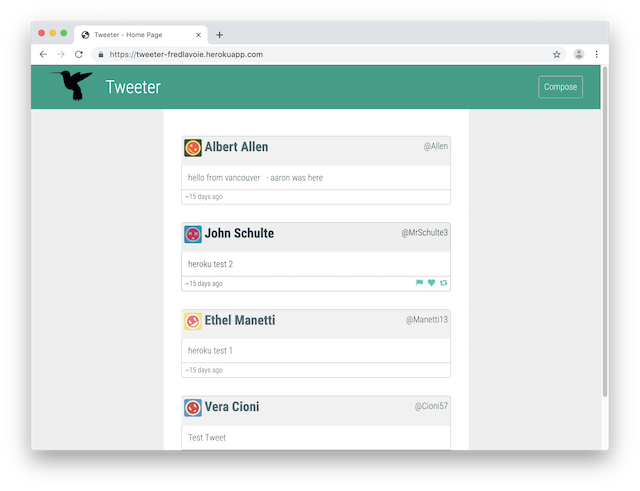 Tweeter - Home Page
https://tweeter-fredlavoie.herokuapp.com
Tweeter
Compose
Albert Allen @Allen
hello from vancouver - aaron was here
~15 days ago
John Schulte @MrSchulte3
heroku test 2
~15 days ago
Ethel Manetti @Manetti13
heroku test 1
~15 days ago
Vera Cioni @Cioni57
Test Tweet